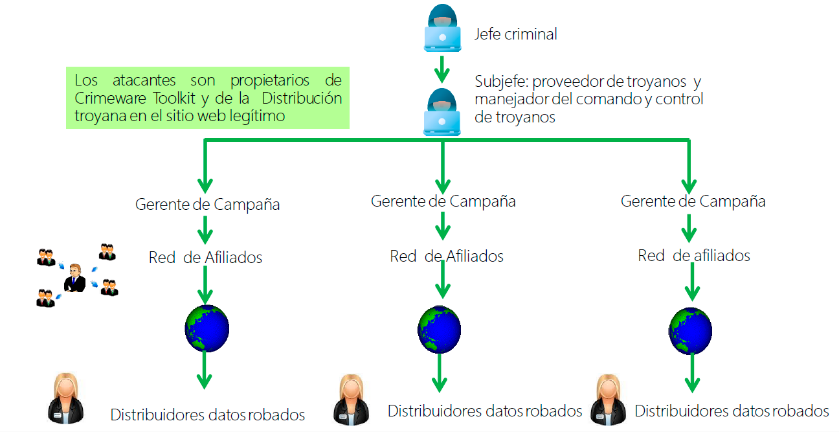 Jefe criminal
Los atacantes son propietarios de
Crimeware Toolkit y de la Distribución
troyana en el sitio web legítimo
Subjefe: proveedor de troyanos y
manejador del comando y control
de troyanos
Gerente de Campaña
Gerente de Campaña
Gerente de Campaña
Red de Afiliados
Red de Afiliados
Red de afiliados
Distribuidores datos robados
Distribuidores datos robados
Distribuidores datos robados